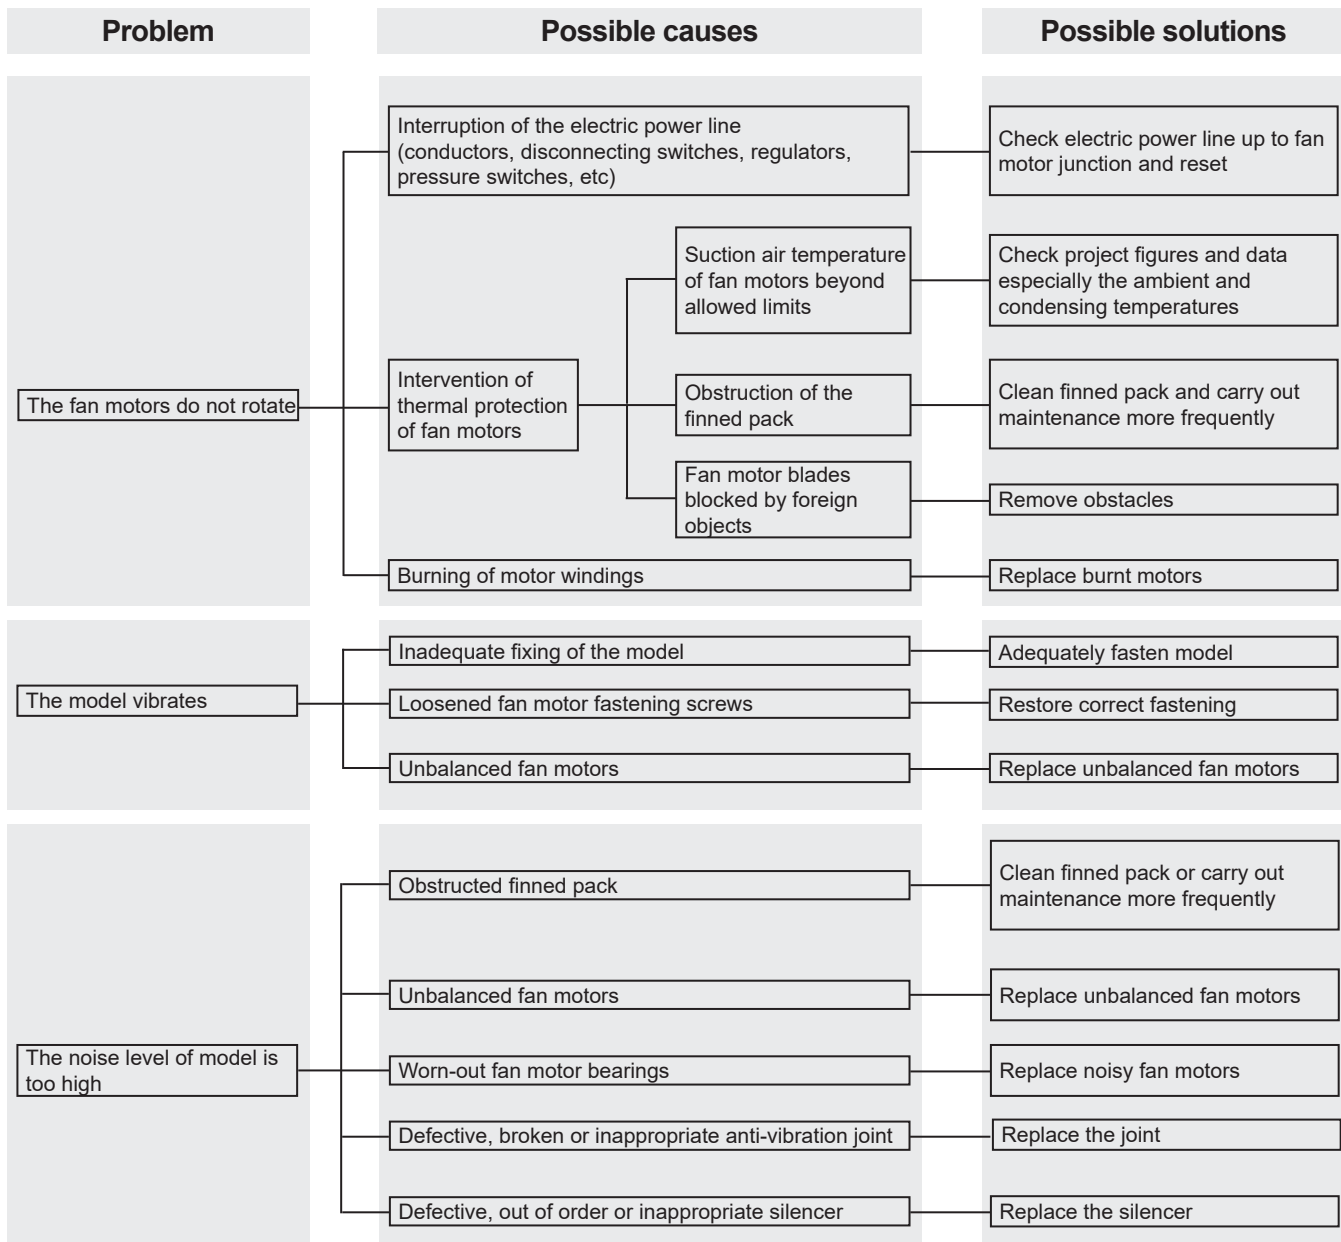 Problem
Possible causes
Possible solutions
The fan motors do not rotate
Interruption of the electric power line
(conductors, disconnecting switches, regulators,
pressure switches, etc)
Check electric power line up to fan
motor junction and reset
Intervention of
thermal protection
of fan motors
Suction air temperature
of fan motors beyond
allowed limits
Check project figures and data
especially the ambient and
condensing temperatures
Obstruction of the
finned pack
Clean finned pack and carry out
maintenance more frequently
Fan motor blades
blocked by foreign
objects
Remove obstacles
Burning of motor windings
Replace burnt motors
The model vibrates
Inadequate fixing of the model
Adequately fasten model
Loosened fan motor fastening screws
Restore correct fastening
Unbalanced fan motors
Replace unbalanced fan motors
The noise level of model is
too high
Obstructed finned pack
Clean finned pack or carry out
maintenance more frequently
Unbalanced fan motors
Replace unbalanced fan motors
Worn-out fan motor bearings
Replace noisy fan motors
Defective, broken or inappropriate anti-vibration joint
Replace the joint
Defective, out of order or inappropriate silencer
Replace the silencer